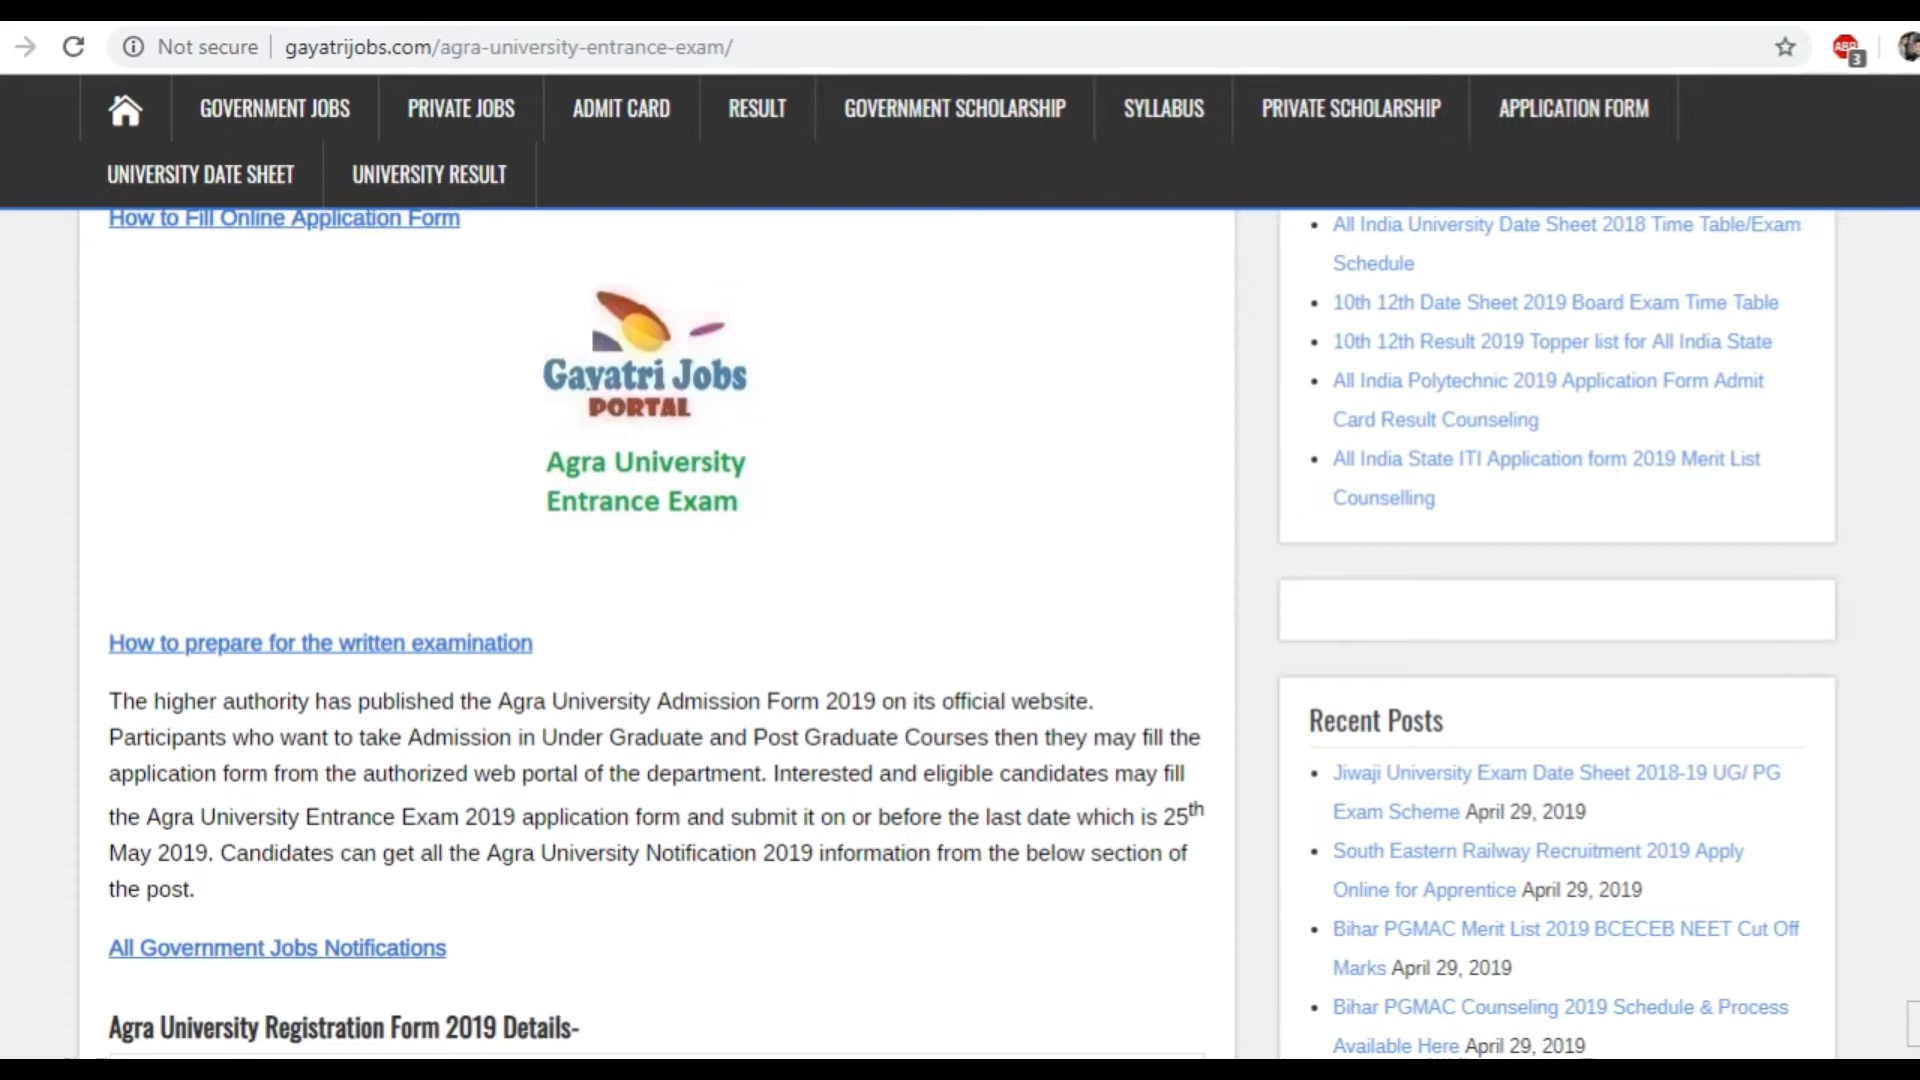 Not secure
gayatrijobs.com/agra-university-entrance-exam/
ABP
3
GOVERNMENT JOBS
PRIVATE JOBS
ADMIT CARD
RESULT
GOVERNMENT SCHOLARSHIP
SYLLABUS
PRIVATE SCHOLARSHIP
APPLICATION FORM
UNIVERSITY DATE SHEET
UNIVERSITY RESULT
How to Fill Online Application Form
Gayatri Jobs
PORTAL
Agra University
Entrance Exam
How to prepare for the written examination
The higher authority has published the Agra University Admission Form 2019 on its official website.
Participants who want to take Admission in Under Graduate and Post Graduate Courses then they may fill the
application form from the authorized web portal of the department. Interested and eligible candidates may fill
the Agra University Entrance Exam 2019 application form and submit it on or before the last date which is 25th
May 2019. Candidates can get all the Agra University Notification 2019 information from the below section of
the post.
All Government Jobs Notifications
Agra University Registration Form 2019 Details-
All India University Date Sheet 2018 Time Table/Exam
Schedule
10th 12th Date Sheet 2019 Board Exam Time Table
10th 12th Result 2019 Topper list for All India State
All India Polytechnic 2019 Application Form Admit
Card Result Counseling
All India State ITI Application form 2019 Merit List
Counselling
Recent Posts
Jiwaji University Exam Date Sheet 2018-19 UG/ PG
Exam Scheme April 29, 2019
South Eastern Railway Recruitment 2019 Apply
Online for Apprentice April 29, 2019
Bihar PGMAC Merit List 2019 BCECEB NEET Cut Off
Marks April 29, 2019
Bihar PGMAC Counseling 2019 Schedule & Process
Available Here April 29, 2019